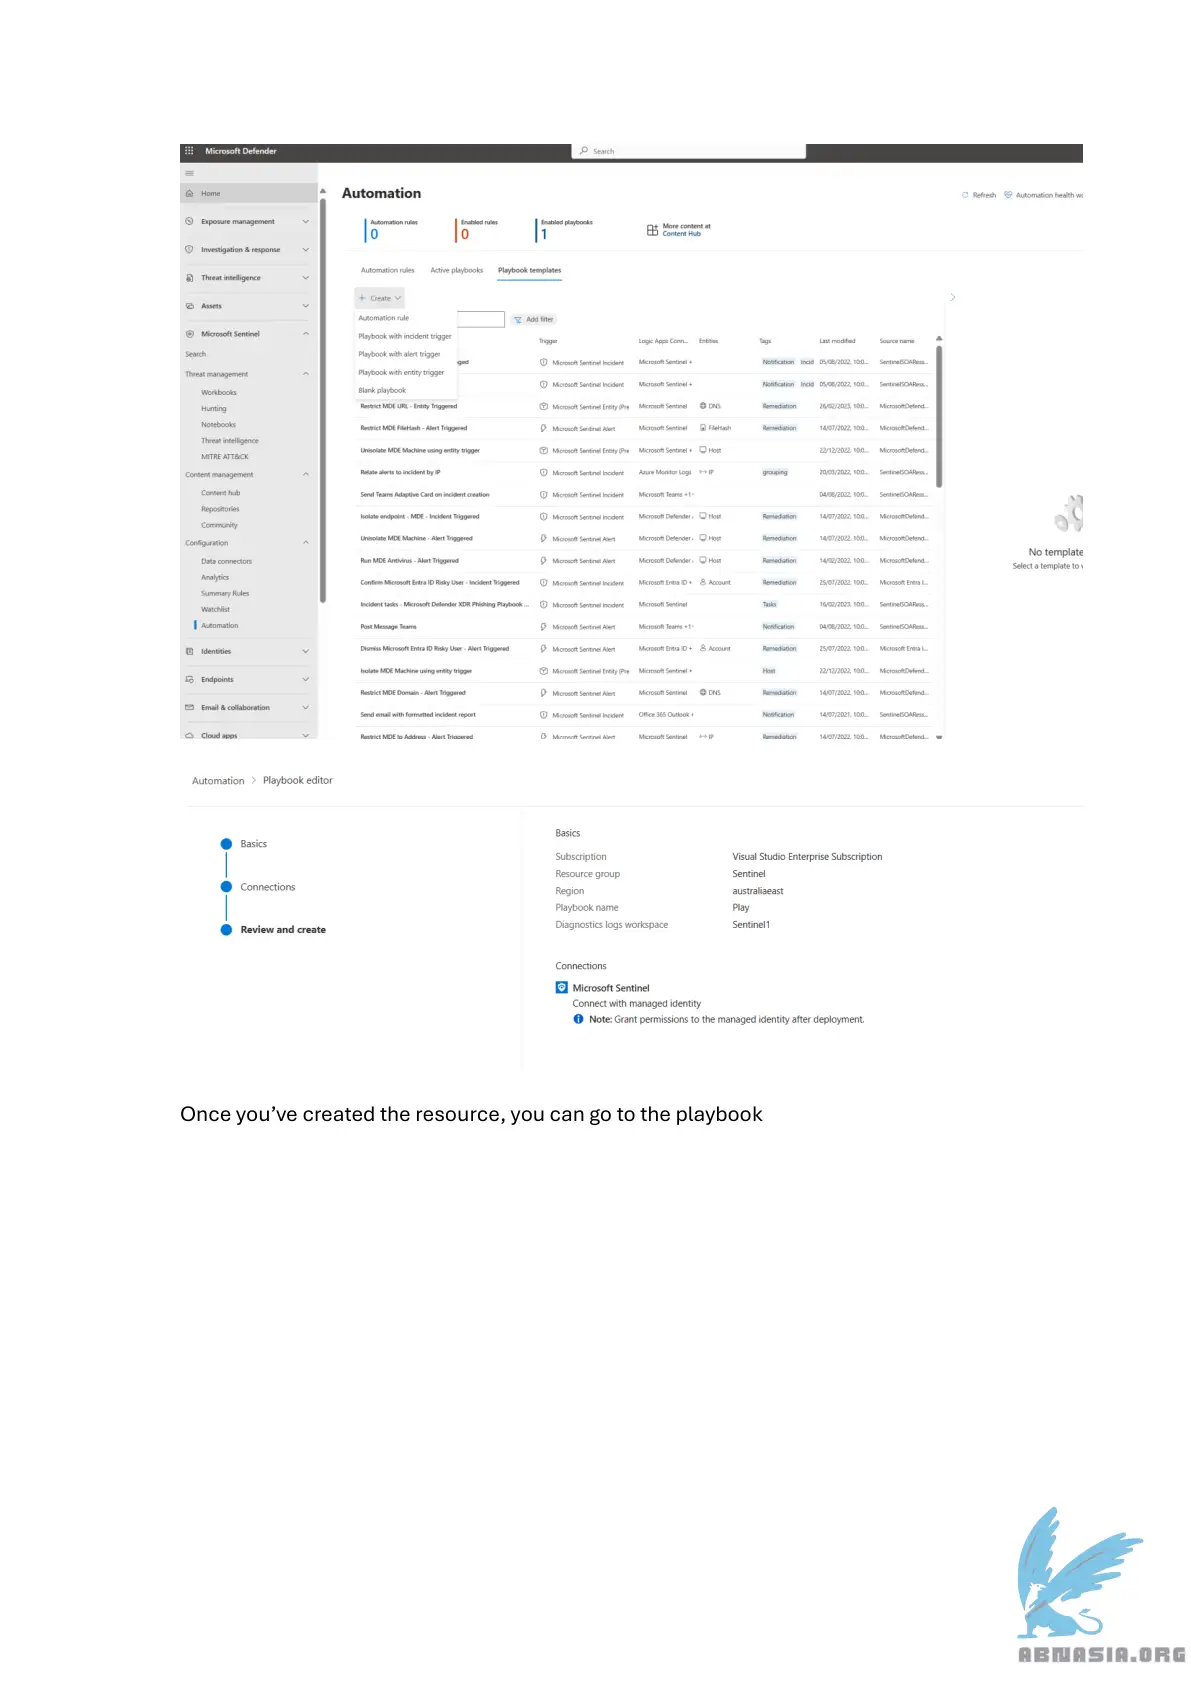 Microsoft Defender
Search
Home
Exposure management
Investigation & response
Threat intelligence
Assets
Microsoft Sentinel
Search
Threat management
Workbooks
Hunting
Notebooks
Threat intelligence
MITRE ATT&CK
Content management
Content hub
Repositories
Community
Configuration
Data connectors
Analytics
Summary Rules
Watchlist
Automation
Identities
Endpoints
Email & collaboration
Cloud apps
Automation
Refresh Automation health
Automation rules Enabled rules Enabled playbooks More content at
0 0 1 Content Hub
Automation rules Active playbooks Playbook templates
+ Create
Add filter
Automation rule
Playbook with incident trigger
Playbook with alert trigger
Playbook with entity trigger
Blank playbook
Trigger Logic Apps Conn... Entities Tags Last modified Source name
Microsoft Sentinel Incident Microsoft Sentinel + Notification Incid 05/08/2022, 10:0... SentinelSOARess...
Microsoft Sentinel Incident Microsoft Sentinel + Notification Incid 05/08/2022, 10:0... SentinelSOARess...
Restrict MDE URL - Entity Triggered Microsoft Sentinel Entity (Pre Microsoft Sentinel DNS Remediation 26/02/2023, 10:0... MicrosoftDefend...
Restrict MDE FileHash - Alert Triggered Microsoft Sentinel Alert Microsoft Sentinel FileHash Remediation 14/07/2022, 10:0... MicrosoftDefend...
Unisolate MDE Machine using entity trigger Microsoft Sentinel Entity (Pre Microsoft Sentinel + Host 22/12/2022, 10:0... MicrosoftDefend...
Relate alerts to incident by IP Microsoft Sentinel Incident Azure Monitor Logs IP grouping 20/03/2022, 10:0... SentinelSOARess...
Send Teams Adaptive Card on incident creation Microsoft Sentinel Incident Microsoft Teams +1 04/08/2022, 10:0... SentinelSOARess...
Isolate endpoint - MDE - Incident Triggered Microsoft Sentinel Incident Microsoft Defender Host Remediation 14/07/2022, 10:0... MicrosoftDefend...
Unisolate MDE Machine - Alert Triggered Microsoft Sentinel Alert Microsoft Defender Host Remediation 14/07/2022, 10:0... MicrosoftDefend...
Run MDE Antivirus - Alert Triggered Microsoft Sentinel Alert Microsoft Defender Host Remediation 14/02/2022, 10:0... MicrosoftDefend...
Confirm Microsoft Entra ID Risky User - Incident Triggered Microsoft Sentinel Incident Microsoft Entra ID + Account Remediation 25/07/2022, 10:0... Microsoft Entra I...
Incident tasks - Microsoft Defender XDR Phishing Playbook ... Microsoft Sentinel Incident Microsoft Sentinel Tasks 16/02/2023, 10:0... SentinelSOARess...
Post Message Teams Microsoft Sentinel Alert Microsoft Teams +1 Notification 04/08/2022, 10:0... SentinelSOARess...
Dismiss Microsoft Entra ID Risky User - Alert Triggered Microsoft Sentinel Alert Microsoft Entra ID + Account Remediation 25/07/2022, 10:0... Microsoft Entra I...
Isolate MDE Machine using entity trigger Microsoft Sentinel Entity (Pre Microsoft Sentinel + Host 22/12/2022, 10:0... MicrosoftDefend...
Restrict MDE Domain - Alert Triggered Microsoft Sentinel Alert Microsoft Sentinel DNS Remediation 14/07/2022, 10:0... MicrosoftDefend...
Send email with formatted incident report Microsoft Sentinel Incident Office 365 Outlook + Notification 14/07/2021, 10:0... SentinelSOARess...
Restrict MDE Ip Address - Alert Triggered Microsoft Sentinel Alert Microsoft Sentinel IP Remediation 14/07/2022, 10:0... MicrosoftDefend...
No template
Select a template to
Automation > Playbook editor
Basics
Connections
Review and create
Basics
Subscription Visual Studio Enterprise Subscription
Resource group Sentinel
Region australiaeast
Playbook name Play
Diagnostics logs workspace Sentinel1
Connections
Microsoft Sentinel
Connect with managed identity
Note: Grant permissions to the managed identity after deployment.
Once you’ve created the resource, you can go to the playbook
ABNASIA.ORG